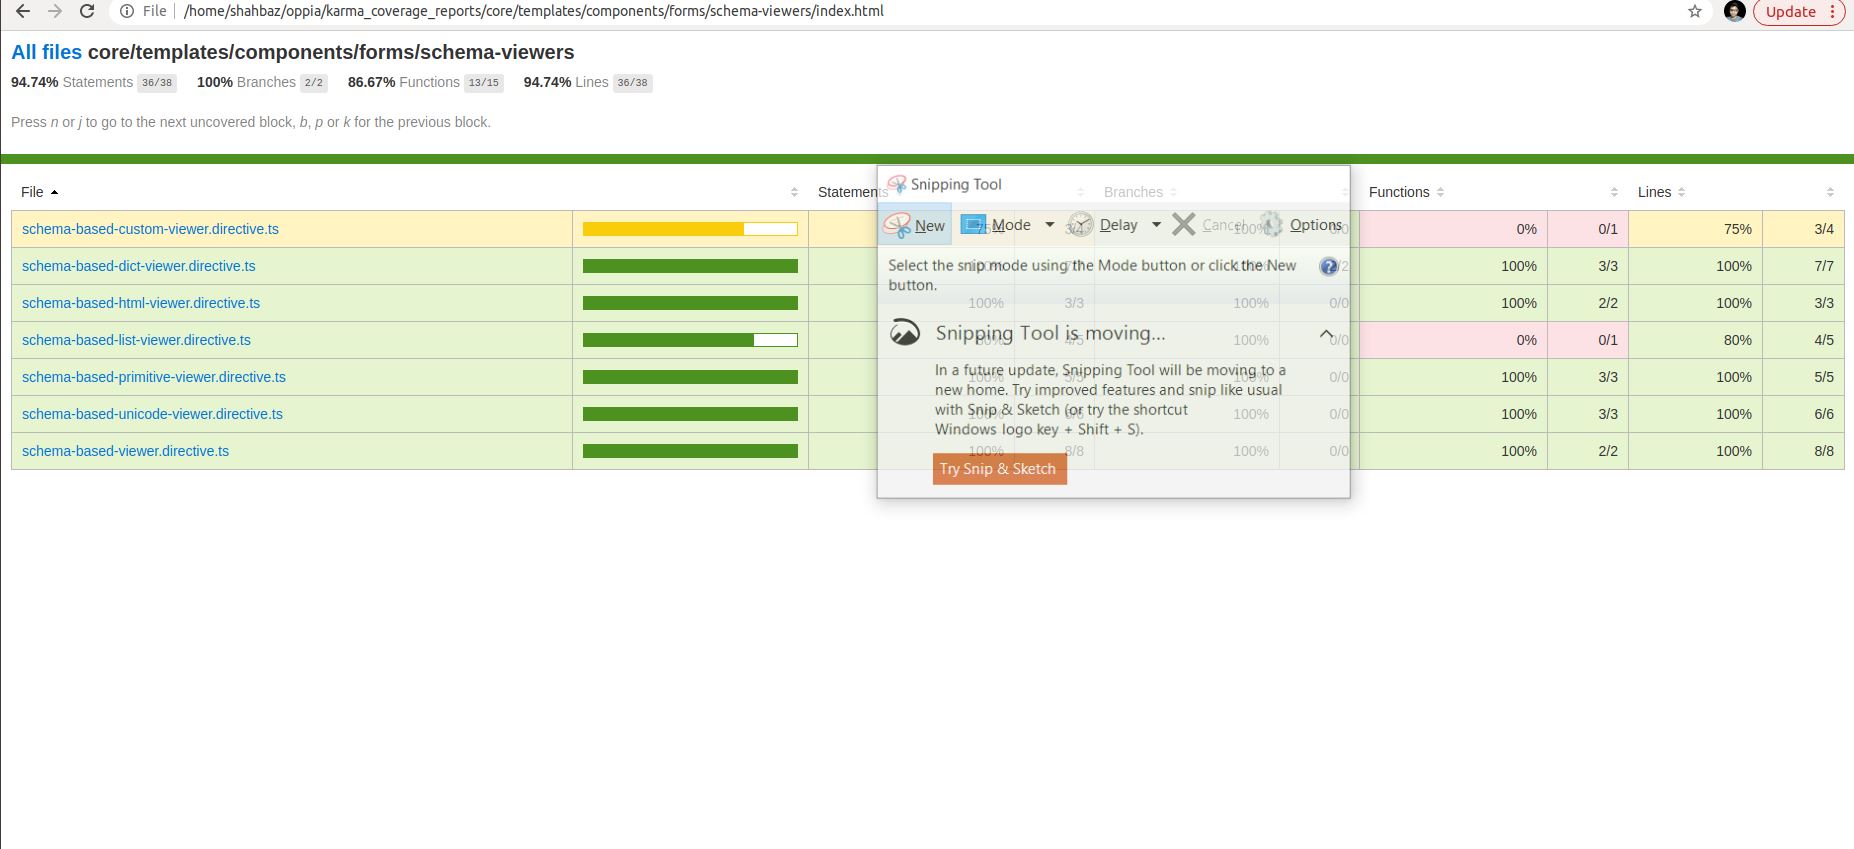 File /home/shahbaz/oppia/karma_coverage_reports/core/templates/components/forms/schema-viewers/index.html Update
All files core/templates/components/forms/schema-viewers
94.74% Statements 36/38 100% Branches 2/2 86.67% Functions 13/15 94.74% Lines 36/38
Press n or j to go to the next uncovered block, b, p or k for the previous block.
File Statements Branches Functions Lines
Snipping Tool
New Mode Delay Cancel Options
Select the snip mode using the Mode button or click the New
button.
Snipping Tool is moving...
In a future update, Snipping Tool will be moving to a
new home. Try improved features and snip like usual
with Snip & Sketch (or try the shortcut
Windows logo key + Shift + S).
Try Snip & Sketch
schema-based-custom-viewer.directive.ts 75% 3/4 100% 0/0 0% 0/1 75% 3/4
schema-based-dict-viewer.directive.ts 100% 7/7 100% 2/2 100% 3/3 100% 7/7
schema-based-html-viewer.directive.ts 100% 3/3 100% 0/0 100% 2/2 100% 3/3
schema-based-list-viewer.directive.ts 80% 4/5 100% 0/0 0% 0/1 80% 4/5
schema-based-primitive-viewer.directive.ts 100% 5/5 100% 0/0 100% 3/3 100% 5/5
schema-based-unicode-viewer.directive.ts 100% 6/6 100% 0/0 100% 3/3 100% 6/6
schema-based-viewer.directive.ts 100% 8/8 100% 0/0 100% 2/2 100% 8/8